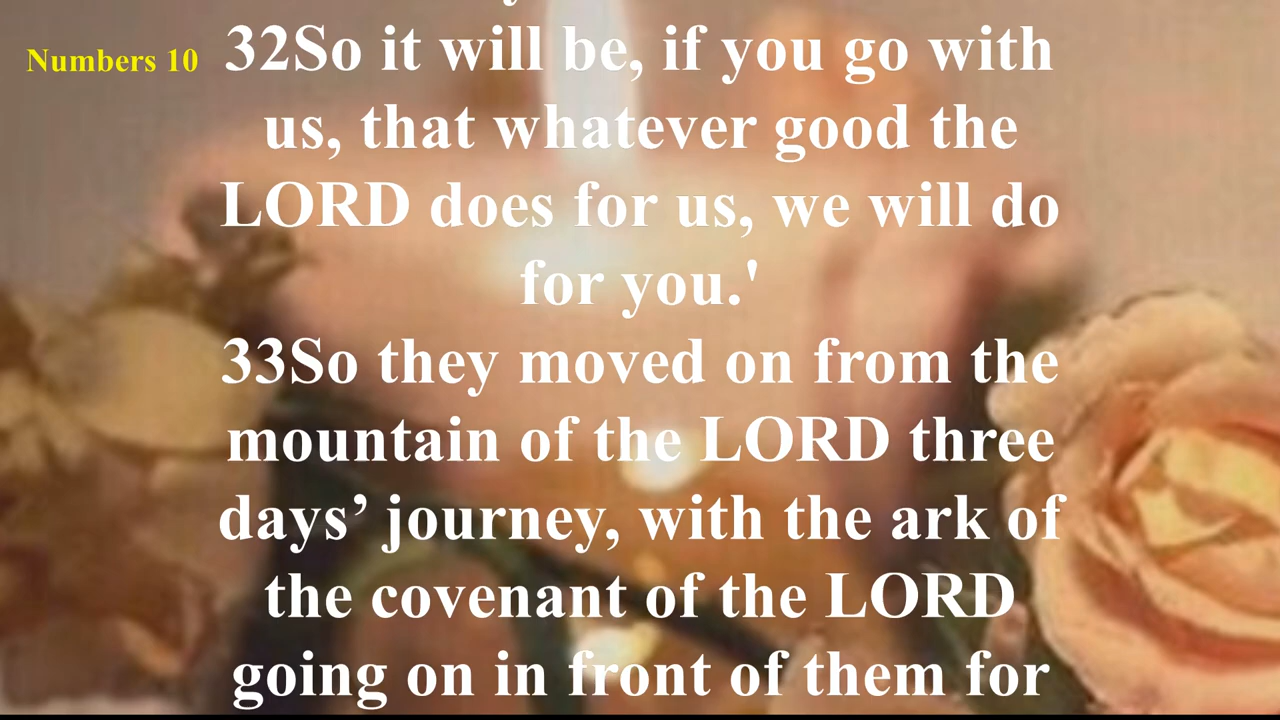 Numbers 10
32So it will be, if you go with
us, that whatever good the
LORD does for us, we will do
for you.'
33So they moved on from the
mountain of the LORD three
days’ journey, with the ark of
the covenant of the LORD
going on in front of them for